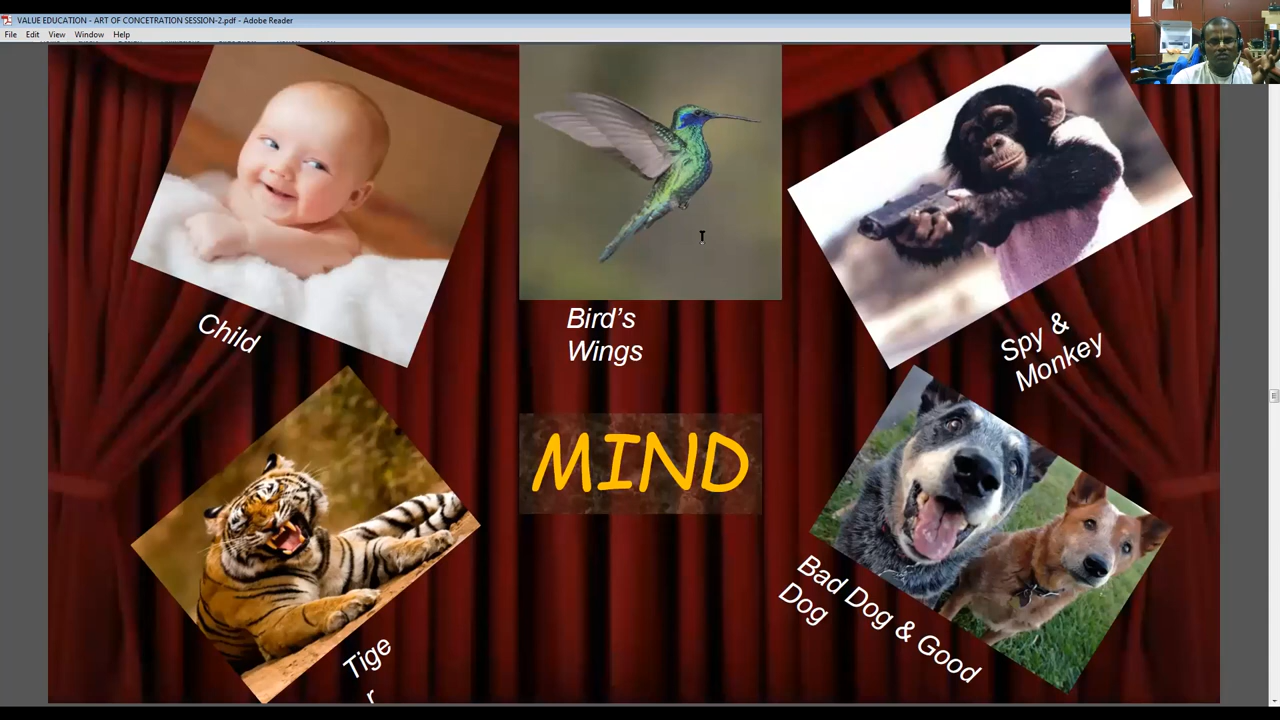 VALUE EDUCATION - ART OF CONCETRATION SESSION-2.pdf - Adobe Reader
File Edit View Window Help
Child
Bird's
Wings
Spy &
Monkey
MIND
Tige
r
Bad Dog & Good
Dog